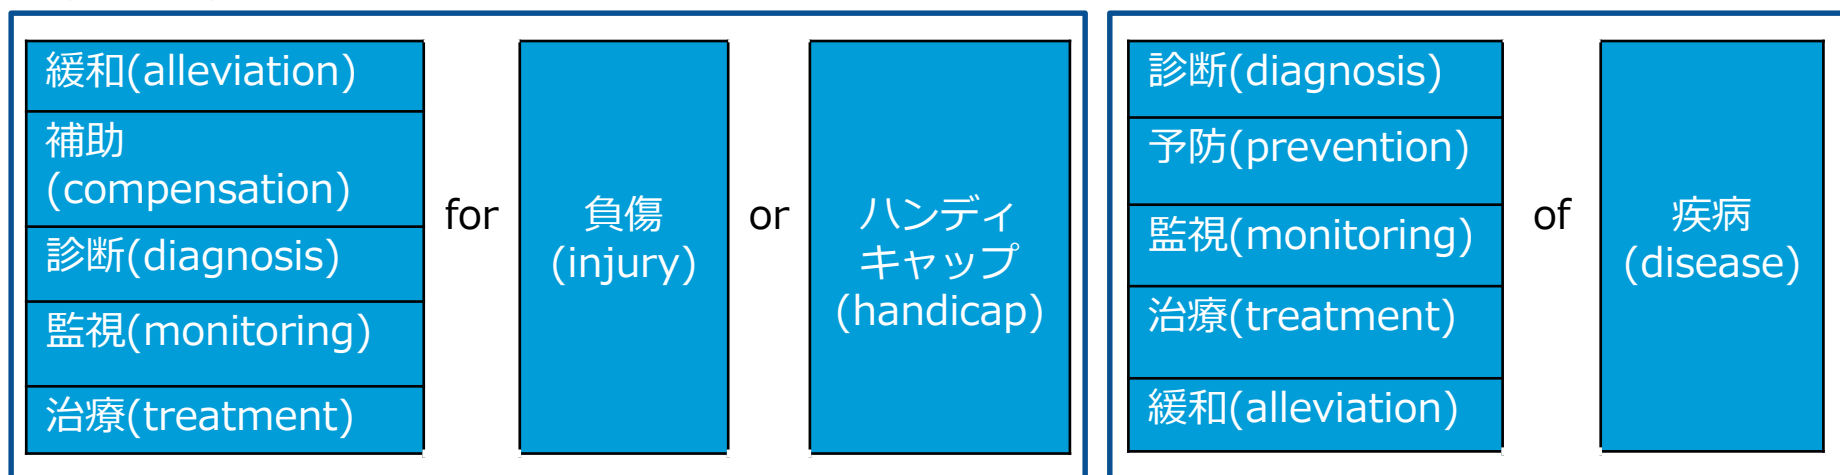 緩和(alleviation)
補助
(compensation)
診断(diagnosis)
監視(monitoring)
治療(treatment)
for
負傷
(injury)
or
ハンディ
キャップ
(handicap)
診断(diagnosis)
予防(prevention)
監視(monitoring)
治療(treatment)
緩和(alleviation)
of
疾病
(disease)